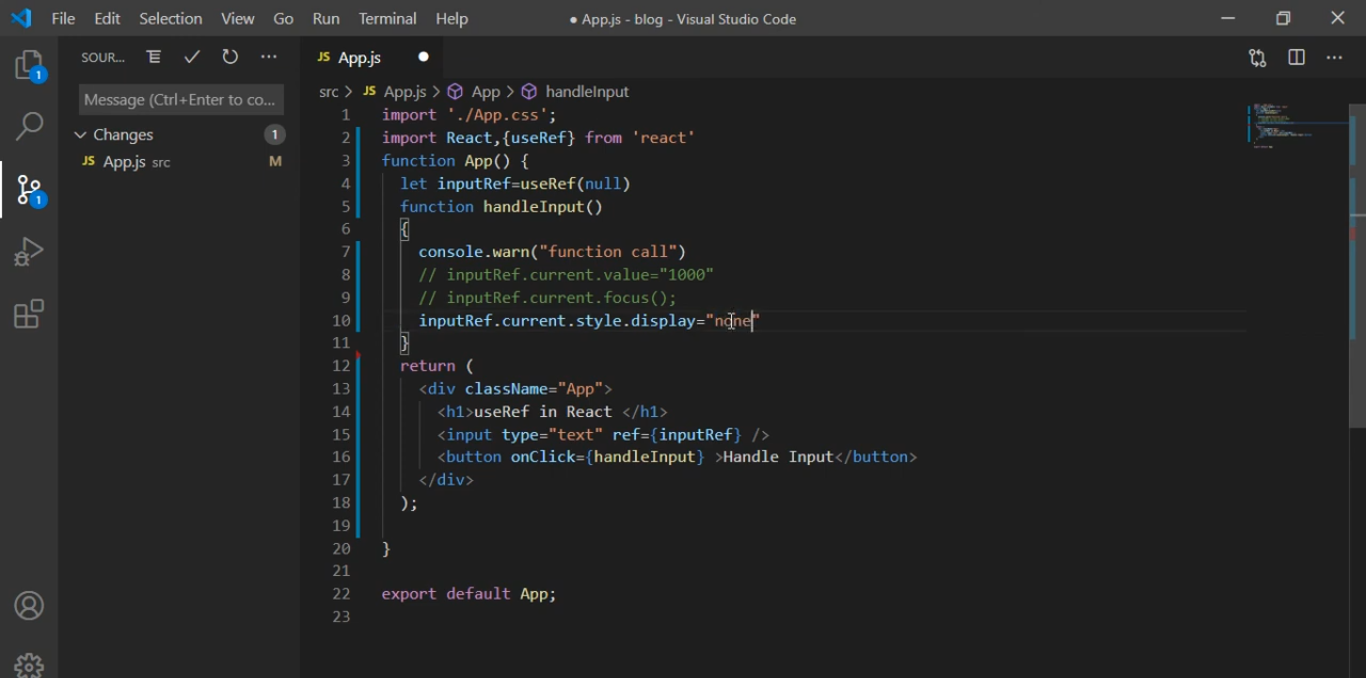 File Edit Selection View Go Run Terminal Help
● App.js - blog - Visual Studio Code
SOUR...
JS App.js ●
Message (Ctrl+Enter to co...
Changes 1
JS App.js src M
1
1
src > JS App.js > App > handleInput
1 import './App.css';
2 import React,{useRef} from 'react'
3 function App() {
4 let inputRef=useRef(null)
5 function handleInput()
6 {
7 console.warn("function call")
8 // inputRef.current.value="1000"
9 // inputRef.current.focus();
10 inputRef.current.style.display="none"
11 }
12 return (
13 <div className="App">
14 <h1>useRef in React </h1>
15 <input type="text" ref={inputRef} />
16 <button onClick={handleInput} >Handle Input</button>
17 </div>
18 );
19
20 }
21
22 export default App;
23